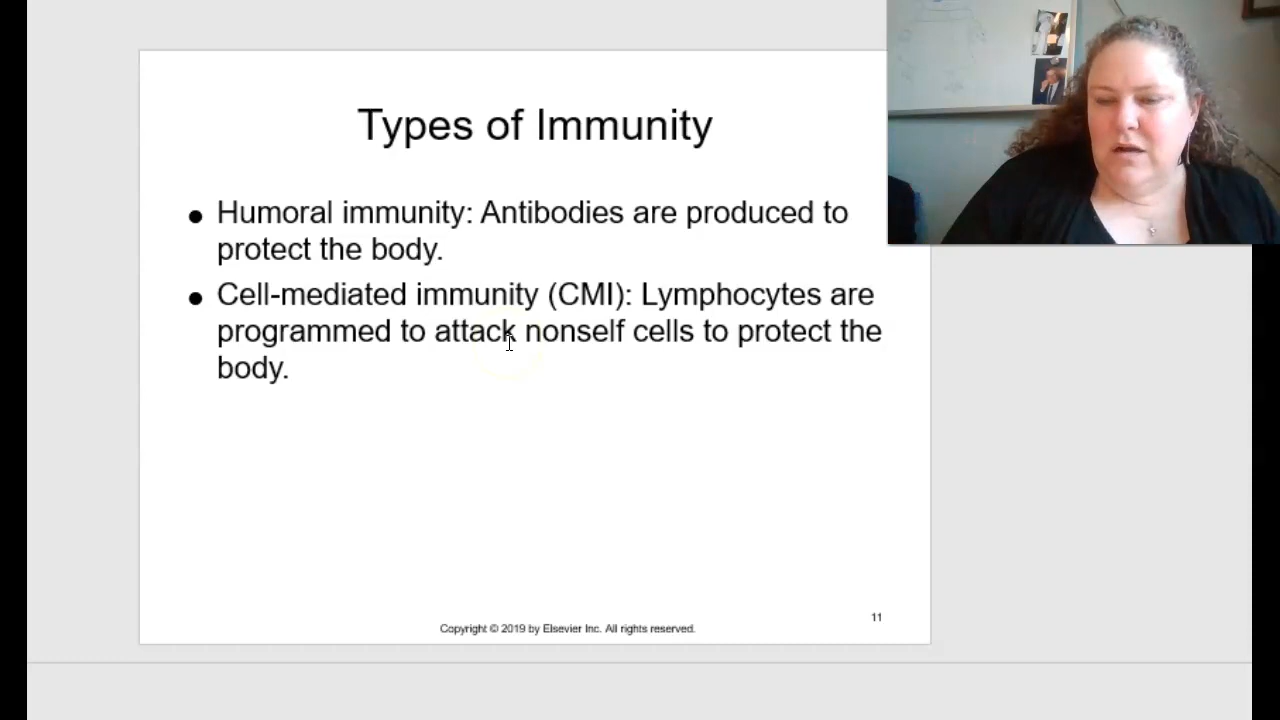 Types of Immunity
● Humoral immunity: Antibodies are produced to
protect the body.
● Cell-mediated immunity (CMI): Lymphocytes are
programmed to attack nonself cells to protect the
body.
11
Copyright © 2019 by Elsevier Inc. All rights reserved.